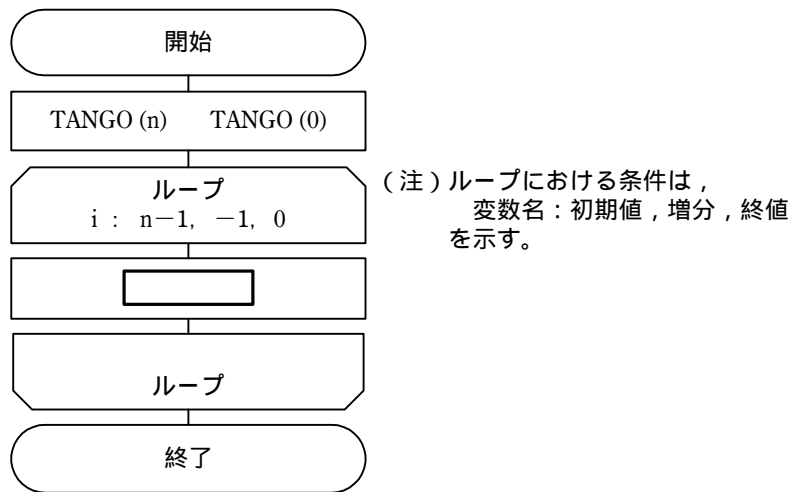 開始
TANGO (n) TANGO (0)
ループ
i : n－1, －1, 0
(注)ループにおける条件は,
変数名:初期値,増分,終値
を示す。
ループ
終了